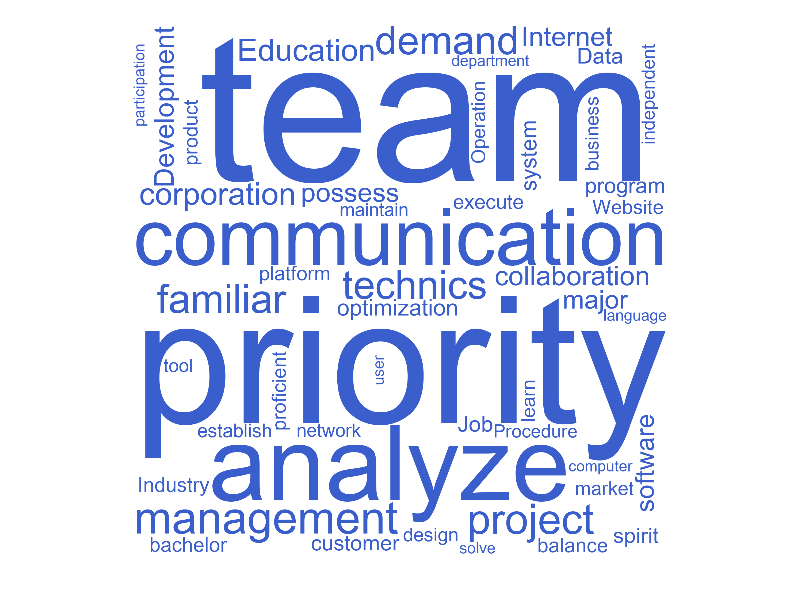 participation
Development
product
Education
demand
Internet
department
Data
independent
team
Operation
system
business
corporation
possess
maintain
execute
program
Website
communication
platform
technics
collaboration
familiar
optimization
major
language
priority
tool
proficient
user
learn
establish
network
Job
Procedure
analyze
computer
software
Industry
market
management
project
bachelor
customer
design
solve
balance
spirit